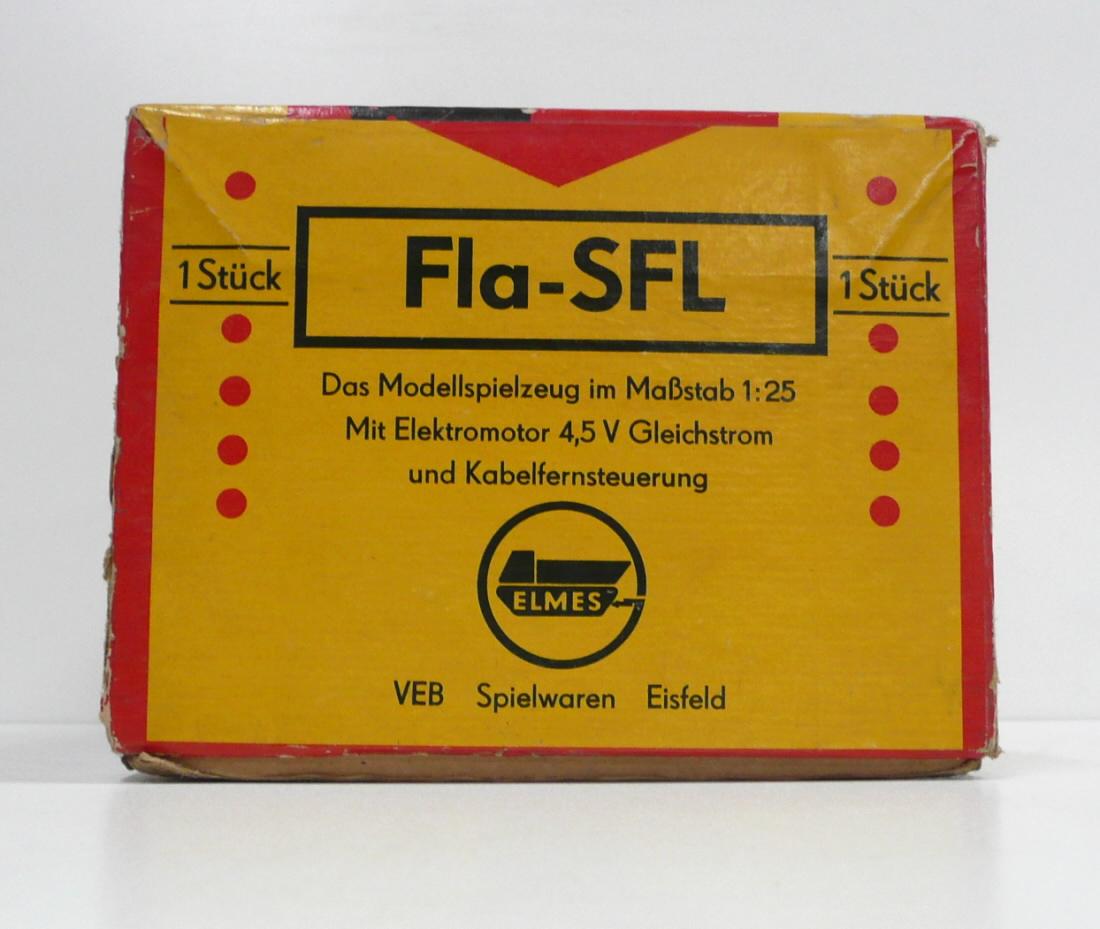 Fla-SFL
1 Stück
1 Stück
Das Modellspielzeug im Maßstab 1:25
Mit Elektromotor 4,5 V Gleichstrom
und Kabelfernsteuerung
ELMES
VEB Spielwaren Eisfeld